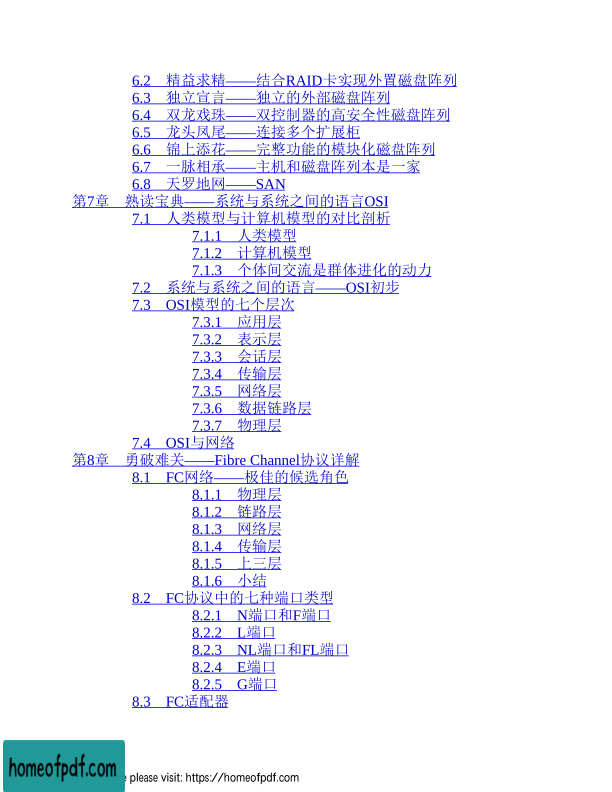 6.2 精益求精——结合RAID卡实现外置磁盘阵列
6.3 独立宣言——独立的外部磁盘阵列
6.4 双龙戏珠——双控制器的高安全性磁盘阵列
6.5 龙头凤尾——连接多个扩展柜
6.6 锦上添花——完整功能的模块化磁盘阵列
6.7 一脉相承——主机和磁盘阵列本是一家
6.8 天罗地网——SAN
第7章 熟读宝典——系统与系统之间的语言OSI
7.1 人类模型与计算机模型的对比剖析
7.1.1 人类模型
7.1.2 计算机模型
7.1.3 个体间交流是群体进化的动力
7.2 系统与系统之间的语言——OSI初步
7.3 OSI模型的七个层次
7.3.1 应用层
7.3.2 表示层
7.3.3 会话层
7.3.4 传输层
7.3.5 网络层
7.3.6 数据链路层
7.3.7 物理层
7.4 OSI与网络
第8章 勇破难关——Fibre Channel协议详解
8.1 FC网络——极佳的候选角色
8.1.1 物理层
8.1.2 链路层
8.1.3 网络层
8.1.4 传输层
8.1.5 上三层
8.1.6 小结
8.2 FC协议中的七种端口类型
8.2.1 N端口和F端口
8.2.2 L端口
8.2.3 NL端口和FL端口
8.2.4 E端口
8.2.5 G端口
8.3 FC适配器
homeofpdf.com
please visit: https://homeofpdf.com